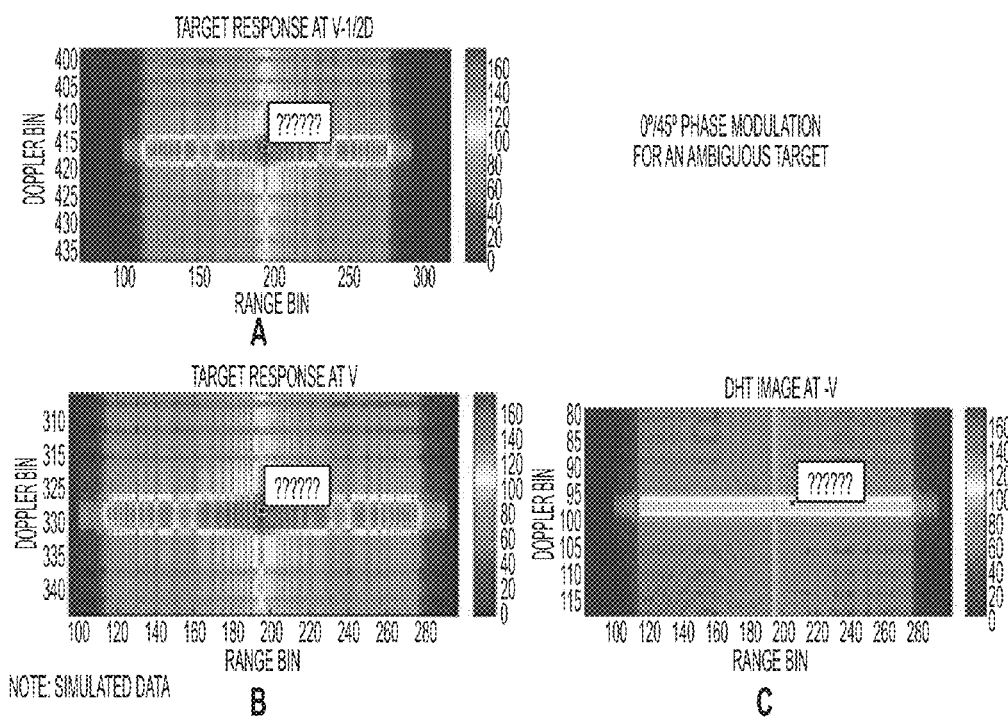 TARGET RESPONSE AT V-1/2D
DOPPLER BIN
400
405
410
415
420
425
430
435
??????
160
140
120
100
80
60
40
20
0
100 150 200 250 300
RANGE BIN
A
0º/45º PHASE MODULATION
FOR AN AMBIGUOUS TARGET
TARGET RESPONSE AT V
DOPPLER BIN
310
315
320
325
330
335
340
??????
160
140
120
100
80
60
40
20
0
100 120 140 160 180 200 220 240 260 280
RANGE BIN
B
DHT IMAGE AT -V
DOPPLER BIN
80
85
90
95
100
105
110
115
??????
160
140
120
100
80
60
40
20
0
100 120 140 160 180 200 220 240 260 280
RANGE BIN
C
NOTE: SIMULATED DATA